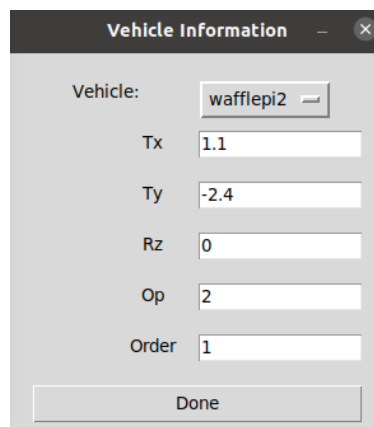 Vehicle Information
Vehicle: wafflepi2
Tx 1.1
Ty -2.4
Rz 0
Op 2
Order 1
Done